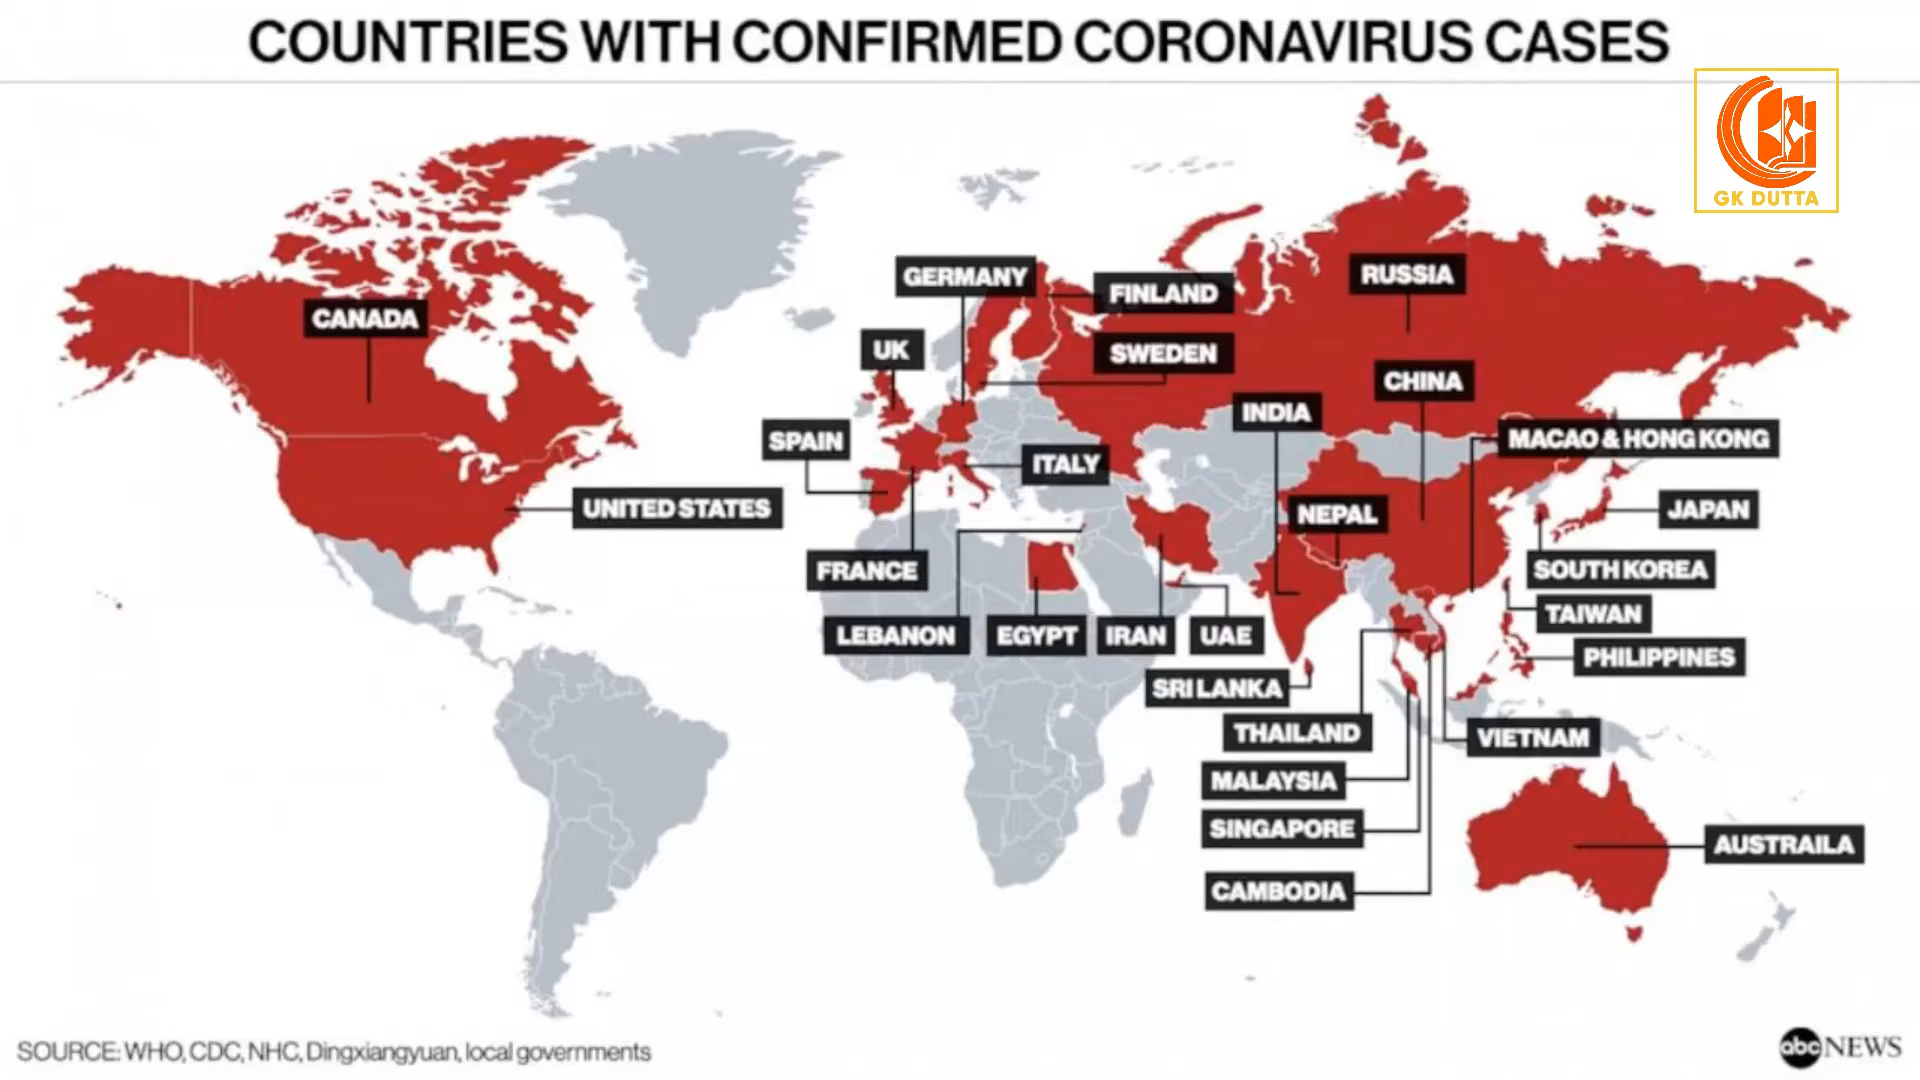 COUNTRIES WITH CONFIRMED CORONAVIRUS CASES
GK DUTTA
GERMANY
FINLAND
RUSSIA
CANADA
UK
SWEDEN
CHINA
INDIA
SPAIN
MACAO & HONG KONG
ITALY
UNITED STATES
NEPAL
JAPAN
FRANCE
SOUTH KOREA
TAIWAN
LEBANON
EGYPT
IRAN
UAE
PHILIPPINES
SRI LANKA
THAILAND
VIETNAM
MALAYSIA
SINGAPORE
AUSTRAILA
CAMBODIA
SOURCE: WHO, CDC, NHC, Dingxiangyuan, local governments
abc NEWS